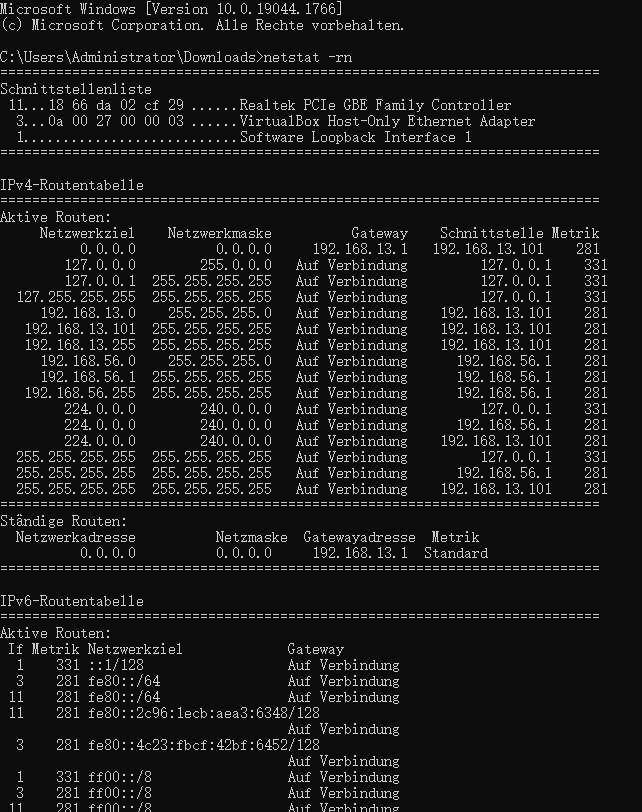 Microsoft Windows [Version 10.0.19044.1766]
(c) Microsoft Corporation. Alle Rechte vorbehalten.
C:\Users\Administrator\Downloads>netstat -rn
===========================================================================
Schnittstellenliste
11...18 66 da 02 cf 29 ......Realtek PCIe GBE Family Controller
3...0a 00 27 00 00 03 ......VirtualBox Host-Only Ethernet Adapter
1...........................Software Loopback Interface 1
===========================================================================
IPv4-Routentabelle
===========================================================================
Aktive Routen:
Netzwerkziel Netzwerkmaske Gateway Schnittstelle Metrik
0.0.0.0 0.0.0.0 192.168.13.1 192.168.13.101 281
127.0.0.0 255.0.0.0 Auf Verbindung 127.0.0.1 331
127.0.0.1 255.255.255.255 Auf Verbindung 127.0.0.1 331
127.255.255.255 255.255.255.255 Auf Verbindung 127.0.0.1 331
192.168.13.0 255.255.255.0 Auf Verbindung 192.168.13.101 281
192.168.13.101 255.255.255.255 Auf Verbindung 192.168.13.101 281
192.168.13.255 255.255.255.255 Auf Verbindung 192.168.13.101 281
192.168.56.0 255.255.255.0 Auf Verbindung 192.168.56.1 281
192.168.56.1 255.255.255.255 Auf Verbindung 192.168.56.1 281
192.168.56.255 255.255.255.255 Auf Verbindung 192.168.56.1 281
224.0.0.0 240.0.0.0 Auf Verbindung 127.0.0.1 331
224.0.0.0 240.0.0.0 Auf Verbindung 192.168.56.1 281
224.0.0.0 240.0.0.0 Auf Verbindung 192.168.13.101 281
255.255.255.255 255.255.255.255 Auf Verbindung 127.0.0.1 331
255.255.255.255 255.255.255.255 Auf Verbindung 192.168.56.1 281
255.255.255.255 255.255.255.255 Auf Verbindung 192.168.13.101 281
===========================================================================
Ständige Routen:
Netzwerkadresse Netzmaske Gatewayadresse Metrik
0.0.0.0 0.0.0.0 192.168.13.1 Standard
===========================================================================
IPv6-Routentabelle
===========================================================================
Aktive Routen:
If Metrik Netzwerkziel Gateway
1 331 ::1/128 Auf Verbindung
3 281 fe80::/64 Auf Verbindung
11 281 fe80::/64 Auf Verbindung
11 281 fe80::2c96:1ecb:aea3:6348/128
Auf Verbindung
3 281 fe80::4c23:fbcf:42bf:6452/128
Auf Verbindung
1 331 ff00::/8 Auf Verbindung
3 281 ff00::/8 Auf Verbindung
11 281 ff00::/8 Auf Verbindung